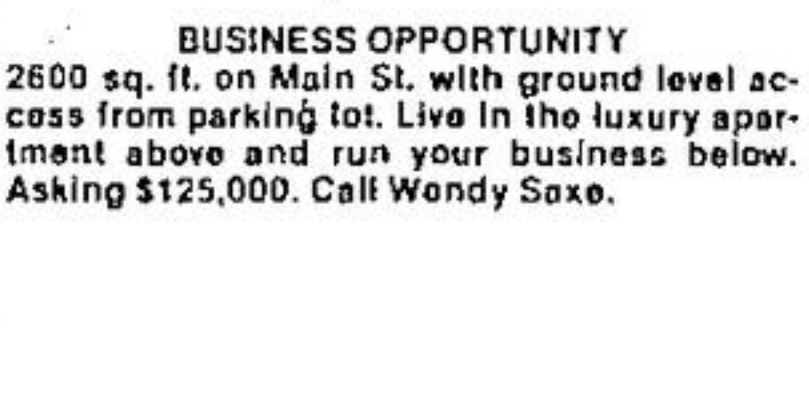 BUSINESS OPPORTUNITY
2600 sq. ft. on Main St. with ground level ac-
cess from parking lot. Live in the luxury apar-
tment above and run your business below.
Asking $125,000. Call Wendy Saxe.